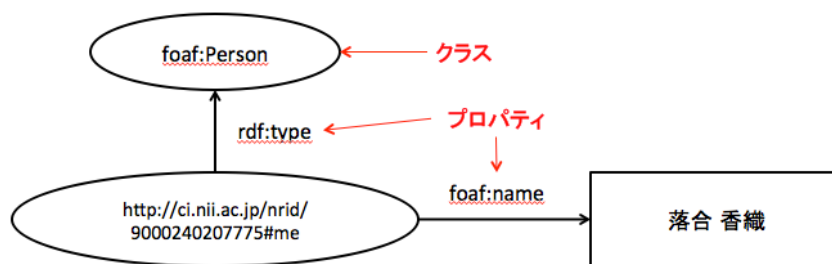 foaf:Person
クラス
rdf:type
プロパティ
http://ci.nii.ac.jp/nrid/
9000240207775#me
foaf:name
落合 香織